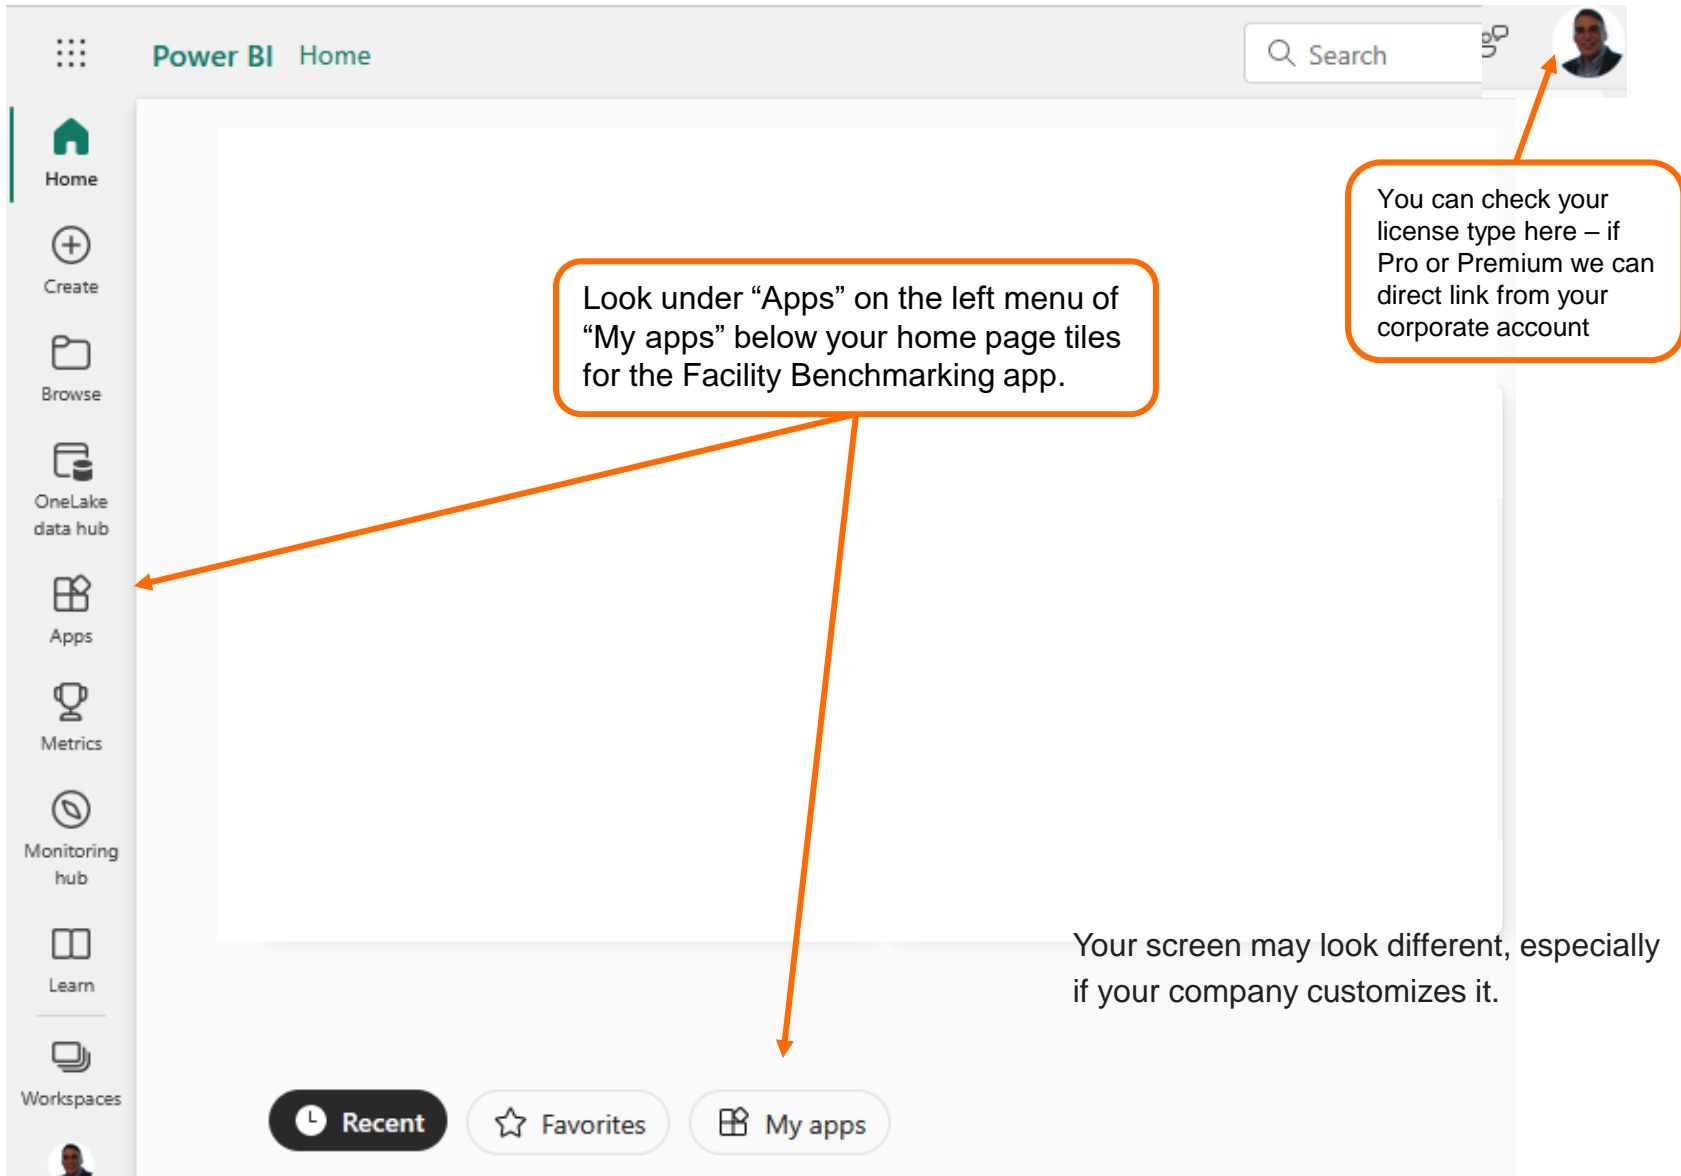 Power BI Home
Search
Home
Create
Browse
OneLake
data hub
Apps
Metrics
Monitoring
hub
Learn
Workspaces
You can check your
license type here – if
Pro or Premium we can
direct link from your
corporate account
Look under “Apps” on the left menu of
“My apps” below your home page tiles
for the Facility Benchmarking app.
Your screen may look different, especially
if your company customizes it.
Recent
Favorites
My apps